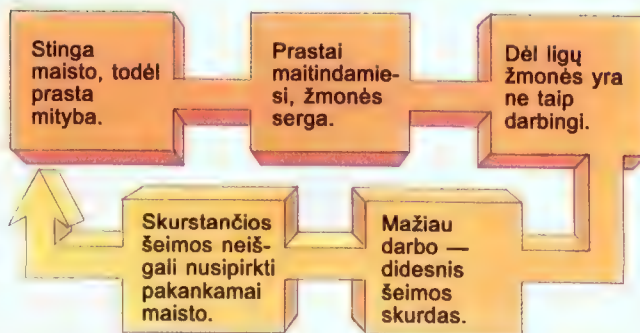 Stinga
maisto, todėl
prasta
mityba.
Prastai
maitindamie-
si, žmonės
serga.
Dėl ligų
žmonės yra
ne taip
darbingi.
Mažiau
darbo —
didesnis
šeimos
skurdas.
Skurstančios
šeimos neiš-
gali nusipirkti
pakankamai
maisto.